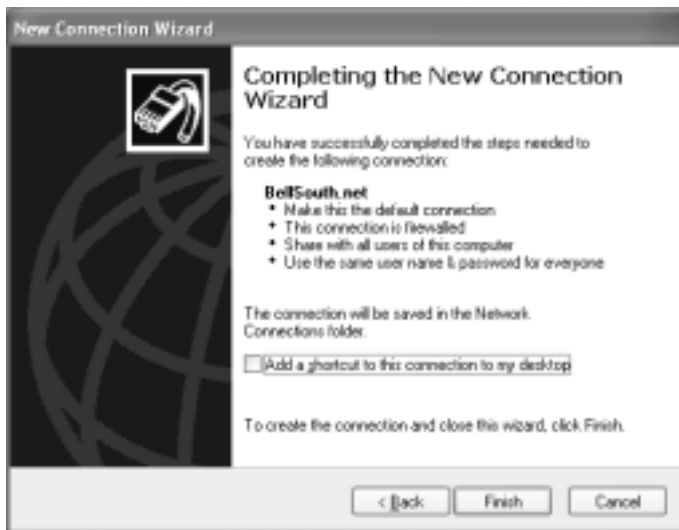 New Connection Wizard
Completing the New Connection
Wizard
You have successfully completed the steps needed to
create the following connection:
BellSouth.net
* Make this the default connection
* This connection is firewalled
* Share with all users of this computer
* Use the same user name & password for everyone
The connection will be saved in the Network
Connections folder.
Add a shortcut to this connection to my desktop
To create the connection and close this wizard, click Finish.
< Back
Finish
Cancel